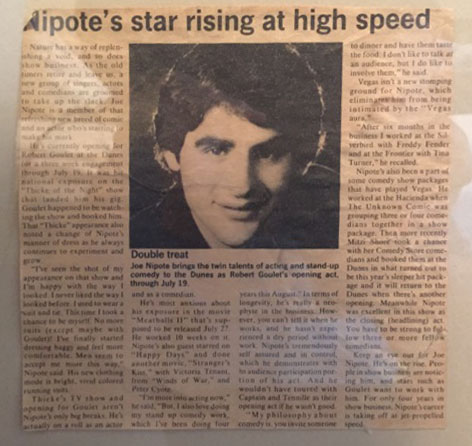 Nipote's star rising at high speed
Nature has a way of replen-
ishing a void, and so does
show business. As the old
timers retire and leave us, a
new group of singers, actors
and comedians are groomed
to take up the slack. Joe
Nipote is a member of that
refreshing new breed of comic
and an actor who's starting to
make his mark.
He's currently opening for
Robert Goulet at the Dunes
on a three week engagement
through July 19. It was his
national exposure on the
"Thicke of the Night" show
that landed him his gig.
Goulet happened to be watch-
ing the show and booked him.
That "Thicke" appearance also
noted a change of Nipote's
manner of dress as he always
continues to experiment and
grow.
"I've seen the shot of my
appearance on that show and
I'm happy with the way I
looked. I never liked the way I
looked before. I used to wear a
suit and tie. This time I took a
chance to be myself. No more
suits (except maybe with
Goulet)! I've finally started
dressing baggy and feel more
comfortable. Men seem to
accept me more this way."
Nipote said. His new clothing
mode is bright, vivid colored
running suits.
Thicke's TV show and
opening for Goulet aren't
Nipote's only big breaks. He's
actually on a roll as an actor
Double treat
Joe Nipote brings the twin talents of acting and stand-up
comedy to the Dunes as Robert Goulet's opening act,
through July 19.
and as a comedian.
He's most anxious about
his exposure in the movie
"Meatballs II" that's sup-
posed to be released July 27.
He worked 10 weeks on it.
Nipote's also guest starred on
"Happy Days" and done
another movie, "Stranger's
Kiss," with Victoria Tenant,
from "Winds of War," and
Peter Coyote.
"I'm more into acting now,"
he said, "But, I also love doing
my stand up comedy work,
which I've been doing four
years this August." In terms of
longevity, he's really a neo-
phyte in the business. How-
ever, you can't tell it when he
works, and he hasn't expe-
rienced a dry period without
work. Nipote's tremendously
self assured and in control,
which he demonstrates with
the audience participation por-
tion of his act. And he
wouldn't have toured with
Captain and Tennille as their
opening act if he wasn't good.
"My philosophy about
comedy is, you invite someone
to dinner and have them taste
the food. I don't like to talk at
an audience, but I do like to
involve them," he said.
Vegas isn't a new stomping
ground for Nipote, which
eliminates him from being
intimated by the "Vegas
aura."
"After six months in the
business I worked at the Sil-
verbird with Freddy Fender
and at the Frontier with Tina
Turner," he recalled.
Nipote's also been a part of
some comedy show packages
that have played Vegas. He
worked at the Hacienda when
The Unknown Comic was
grouping three or four come-
dians together in a show
package. Then more recently
Mitzi Shore took a chance
with her Comedy Store come-
dians and booked them at the
Dunes in what turned out to
be this year's sleeper hit pack-
age and it will return to the
Dunes when there's another
opening. Meanwhile Nipote
was excellent in this show as
the closing (headlining) act.
You have to be strong to fol-
low three or more fellow
comedians.
Keep an eye out for Joe
Nipote. He's on the rise. Peo-
ple in show business are notic-
ing him, and stars such as
Goulet want to work with
him. For only four years in
show business, Nipote's career
is taking off at jet-propelled
speed.